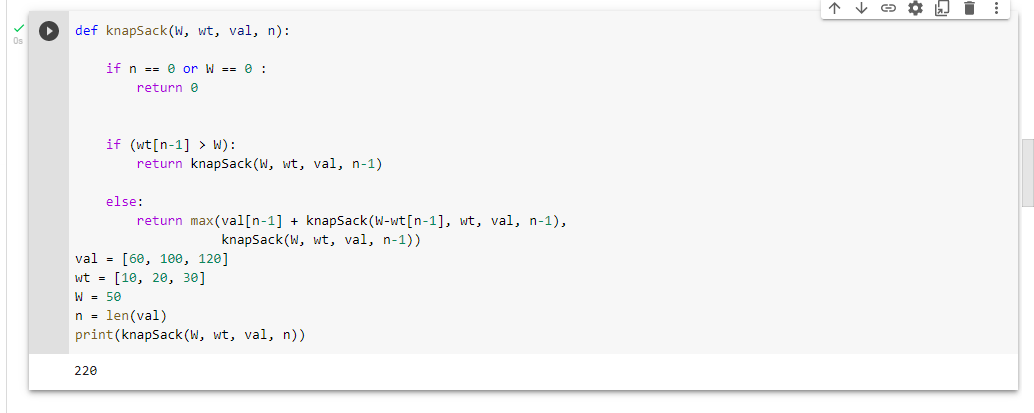 0s
def knapSack(W, wt, val, n):
    if n == 0 or W == 0 :
        return 0
    if (wt[n-1] > W):
        return knapSack(W, wt, val, n-1)
    else:
        return max(val[n-1] + knapSack(W-wt[n-1], wt, val, n-1),
                   knapSack(W, wt, val, n-1))
val = [60, 100, 120]
wt = [10, 20, 30]
W = 50
n = len(val)
print(knapSack(W, wt, val, n))
220